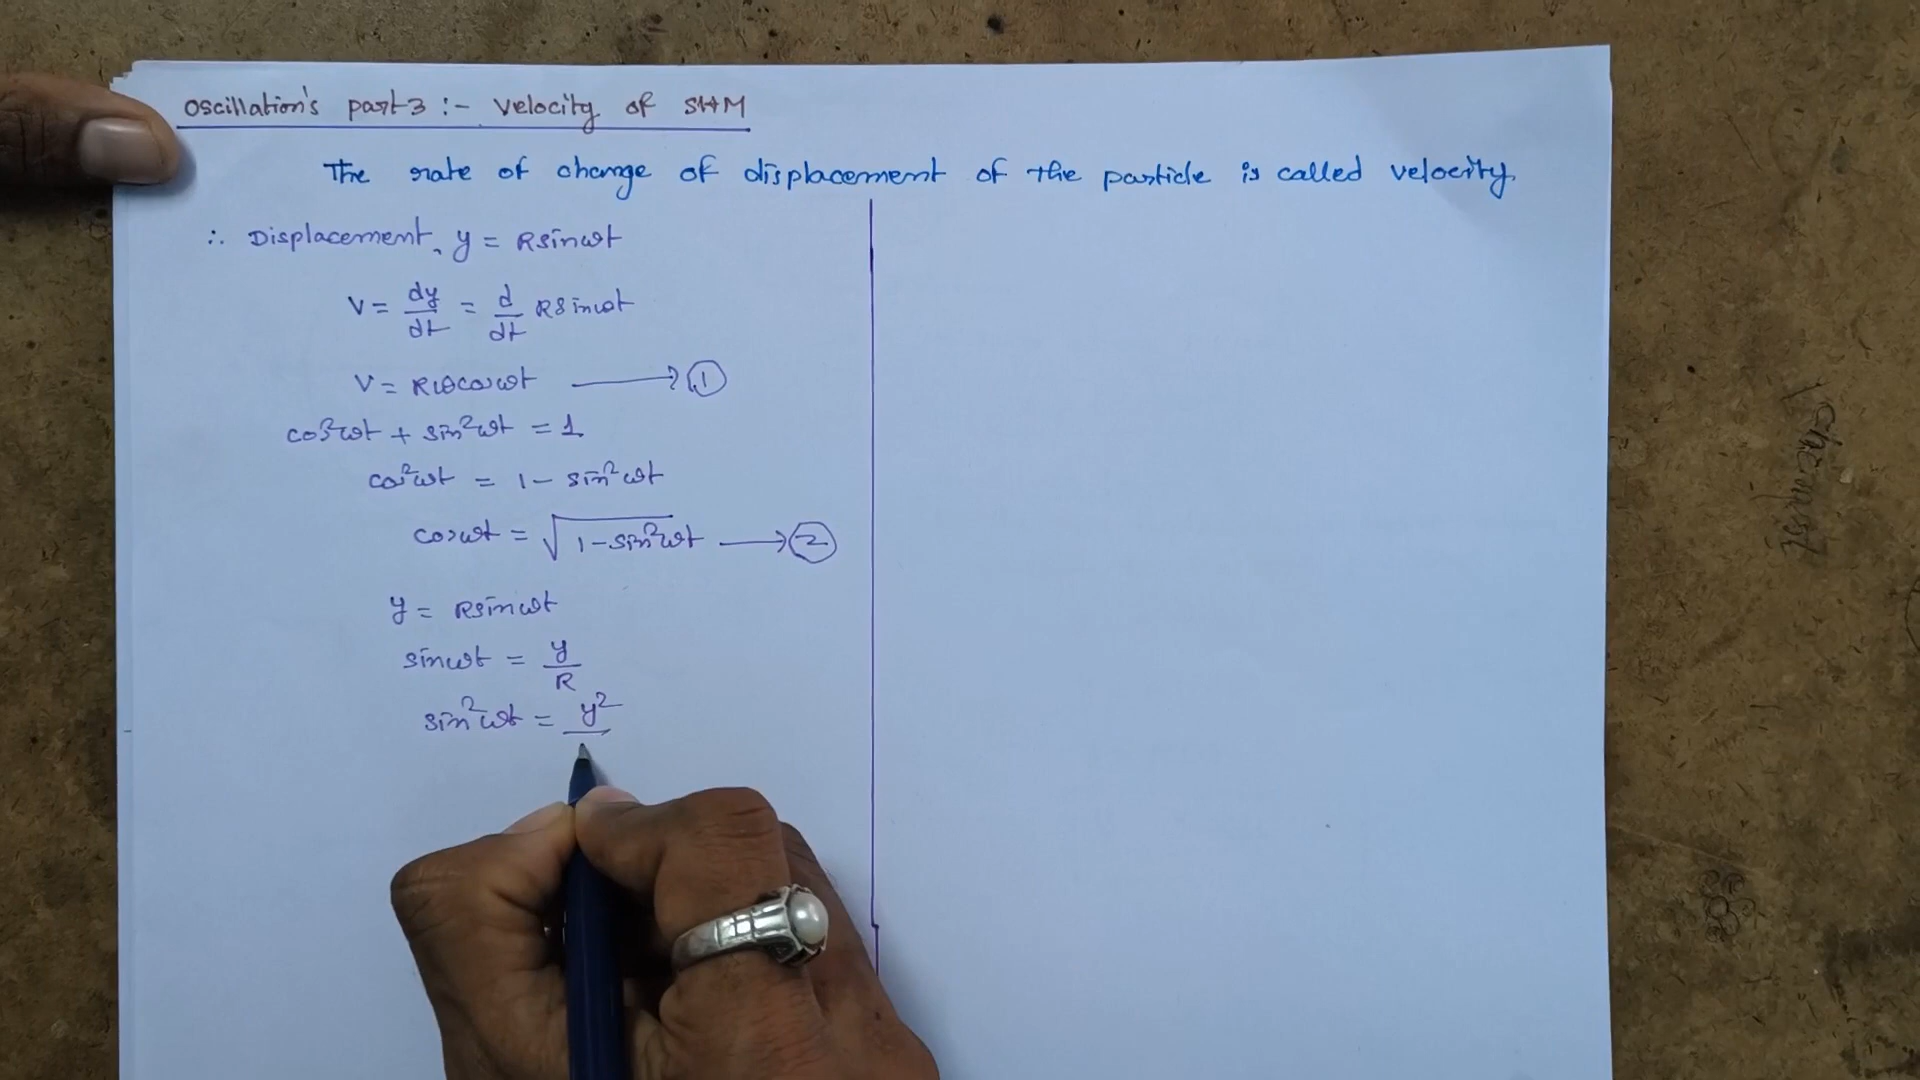 Oscillation's part 3 :- Velocity of SHM
The rate of change of displacement of the particle is called velocity.
∴ Displacement, y = Rsinωt
V = dy/dt = d/dt Rsinωt
V = Rωcosωt ⟶ ①
cos²ωt + sin²ωt = 1
cos²ωt = 1 - sin²ωt
cosωt = √1-sin²ωt ⟶ ②
y = Rsinωt
sinωt = y/R
sin²ωt = y²/